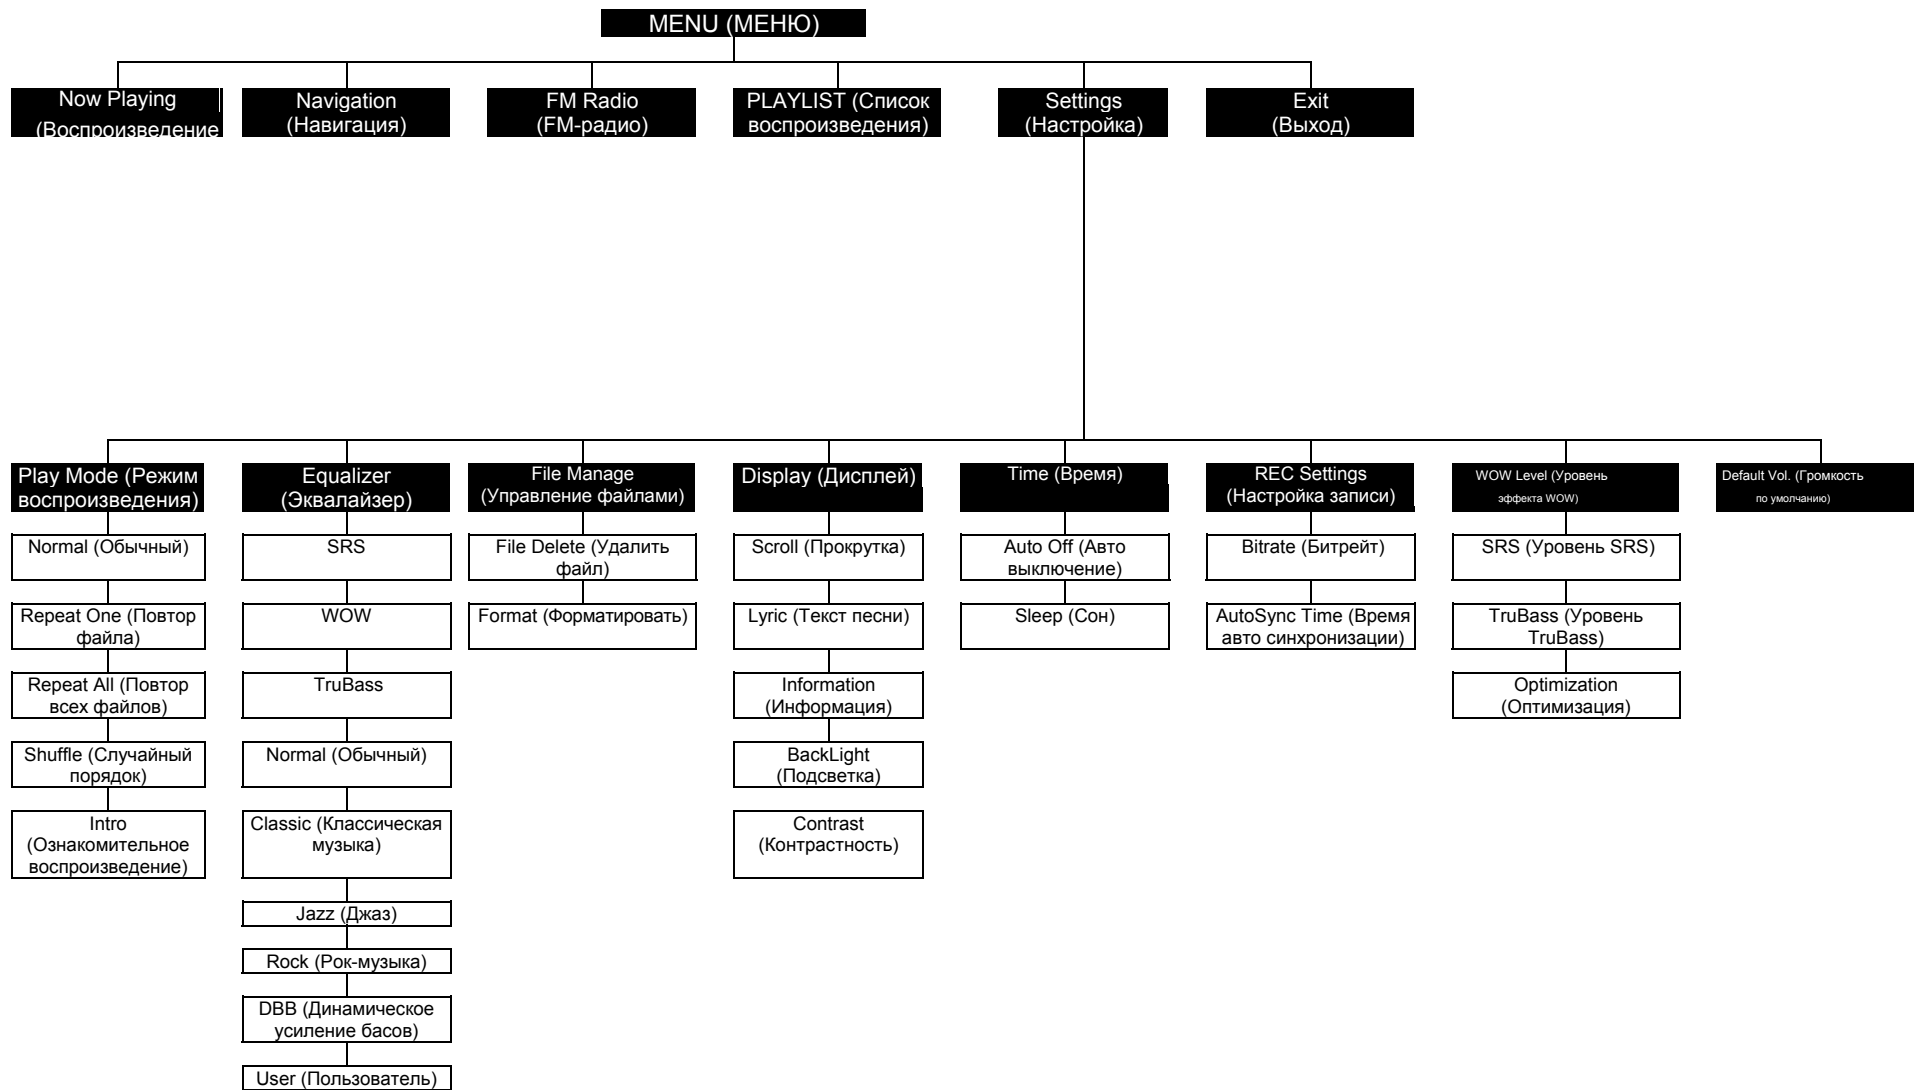 MENU (МЕНЮ)
Now Playing
(Воспроизведение
Navigation
(Навигация)
FM Radio
(FM-радио)
PLAYLIST (Список
воспроизведения)
Settings
(Настройка)
Exit
(Выход)
Play Mode (Режим
воспроизведения)
Normal (Обычный)
Repeat One (Повтор
файла)
Repeat All (Повтор
всех файлов)
Shuffle (Случайный
порядок)
Intro
(Ознакомительное
воспроизведение)
Equalizer
(Эквалайзер)
SRS
WOW
TruBass
Normal (Обычный)
Classic (Классическая
музыка)
Jazz (Джаз)
Rock (Рок-музыка)
DBB (Динамическое
усиление басов)
User (Пользователь)
File Manage
(Управление файлами)
File Delete (Удалить
файл)
Format (Форматировать)
Display (Дисплей)
Scroll (Прокрутка)
Lyric (Текст песни)
Information
(Информация)
BackLight
(Подсветка)
Contrast
(Контрастность)
Time (Время)
Auto Off (Авто
выключение)
Sleep (Сон)
REC Settings
(Настройка записи)
Bitrate (Битрейт)
AutoSync Time (Время
авто синхронизации)
WOW Level (Уровень
эффекта WOW)
SRS (Уровень SRS)
TruBass (Уровень
TruBass)
Optimization
(Оптимизация)
Default Vol. (Громкость
по умолчанию)